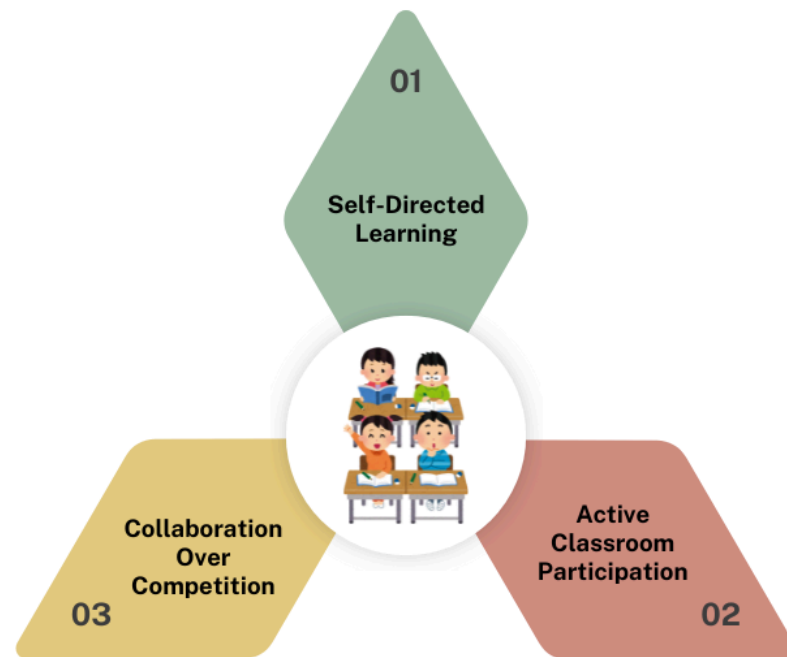 01
Self-Directed
Learning
Active
Classroom
Participation
02
Collaboration
Over
Competition
03